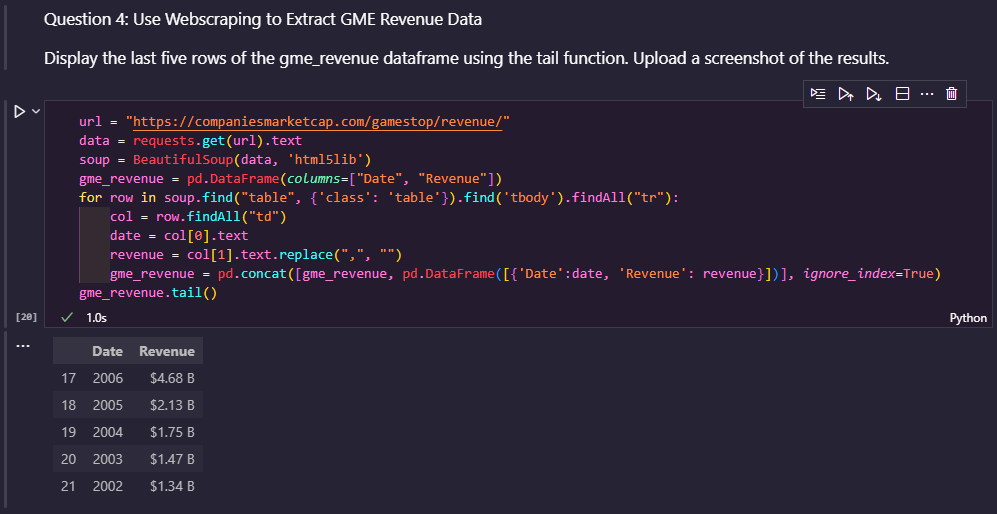 Question 4: Use Webscraping to Extract GME Revenue Data
Display the last five rows of the gme_revenue dataframe using the tail function. Upload a screenshot of the results.
url = "https://companiesmarketcap.com/gamestop/revenue/"
data = requests.get(url).text
soup = BeautifulSoup(data, 'html5lib')
gme_revenue = pd.DataFrame(columns=["Date", "Revenue"])
for row in soup.find("table", {'class': 'table'}).find('tbody').findAll("tr"):
    col = row.findAll("td")
    date = col[0].text
    revenue = col[1].text.replace(",", "")
    gme_revenue = pd.concat([gme_revenue, pd.DataFrame([{'Date':date, 'Revenue': revenue}])], ignore_index=True)
gme_revenue.tail()
[20] 1.0s Python
Date Revenue
17 2006 $4.68 B
18 2005 $2.13 B
19 2004 $1.75 B
20 2003 $1.47 B
21 2002 $1.34 B